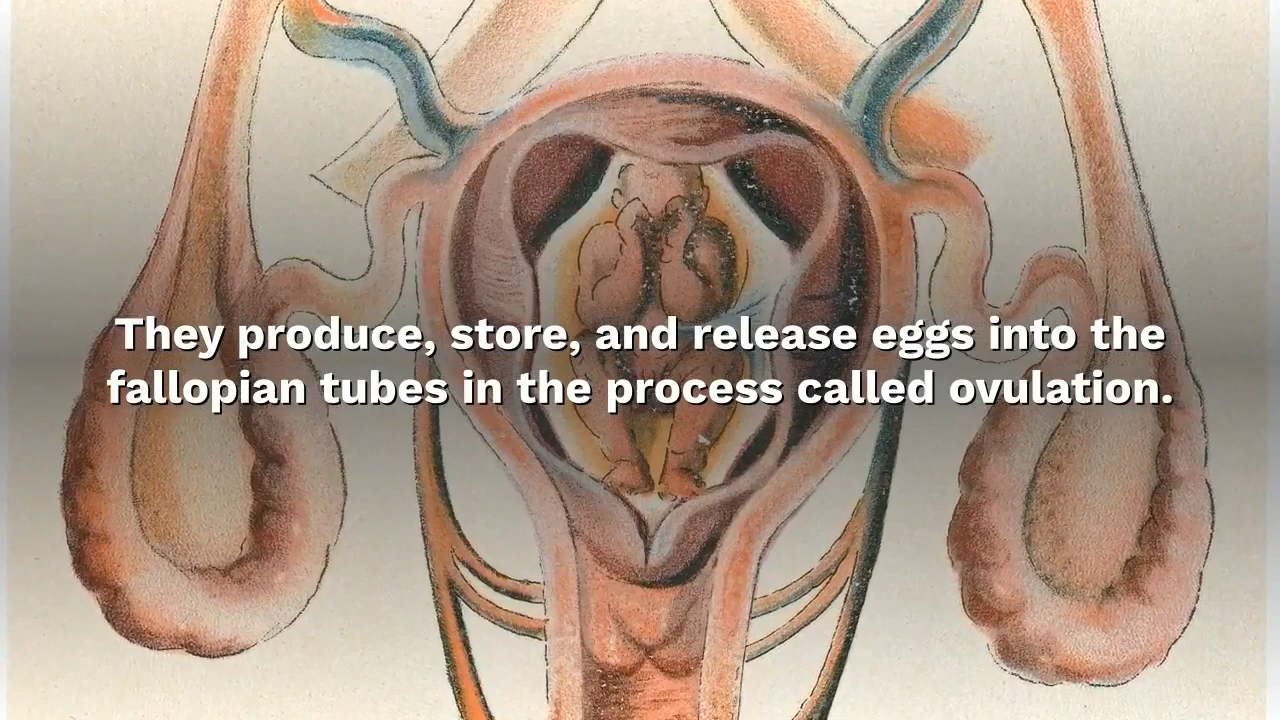 They produce, store, and release eggs into the
fallopian tubes in the process called ovulation.